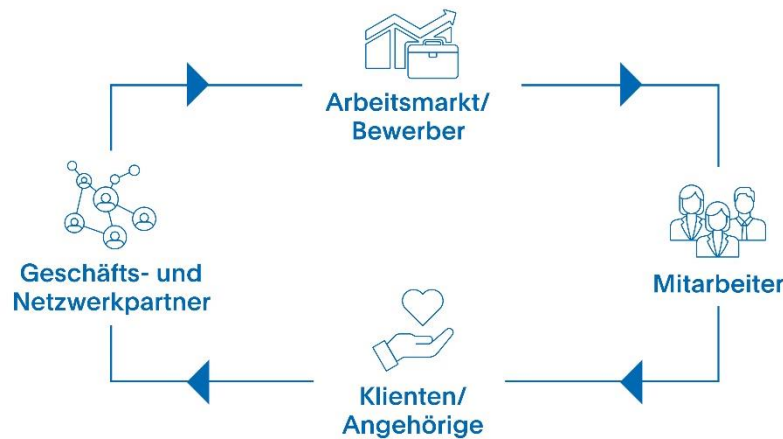 Arbeitsmarkt/
Bewerber
Geschäfts- und
Netzwerkpartner
Mitarbeiter
Klienten/
Angehörige